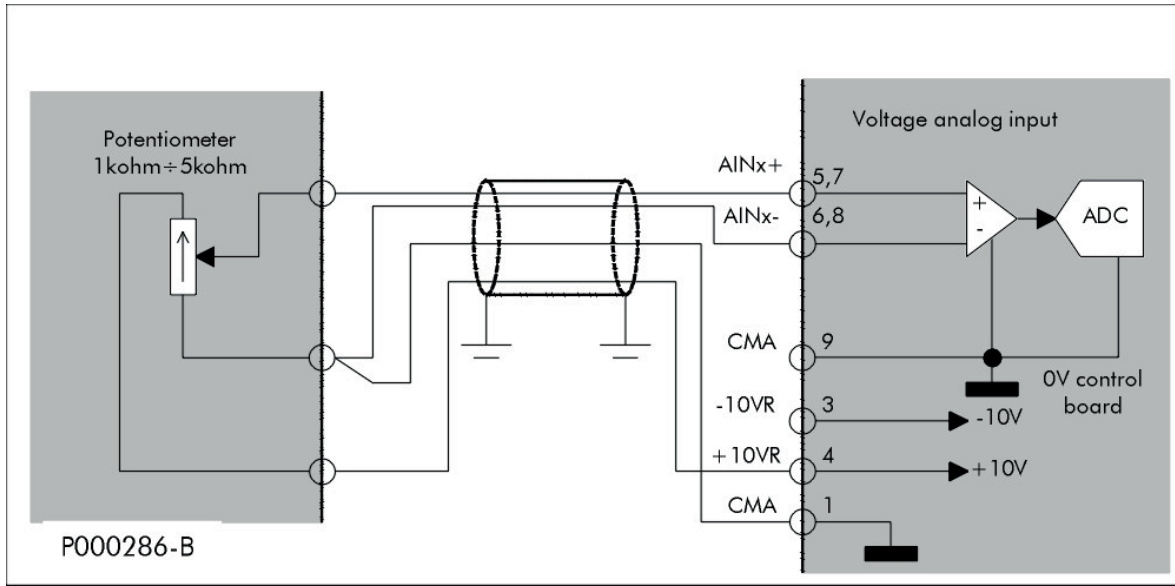 Potentiometer
1kohm÷5kohm
Voltage analog input
AINx+
5,7
AINx-
6,8
+
-
ADC
CMA
9
0V control
board
-10VR
3
-10V
+10VR
4
+10V
CMA
1
P000286-B